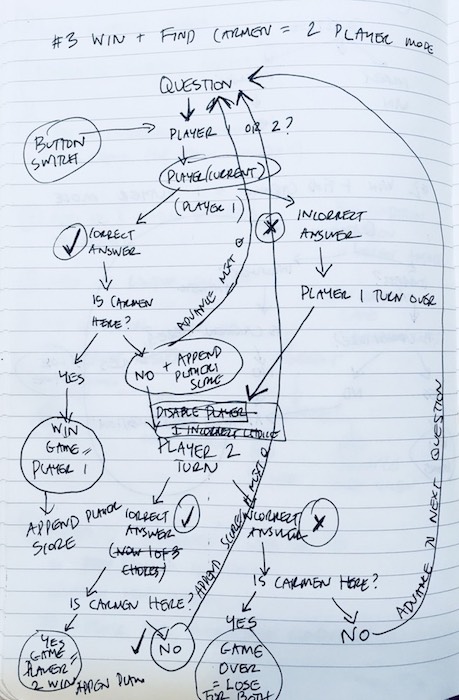 #3 WIN + FIND CARMEN = 2 PLAYER MODE
QUESTION
BUTTON
SWITCH
PLAYER 1 OR 2?
PLAYER (CURRENT)
(PLAYER 1)
CORRECT
ANSWER
INCORRECT
ANSWER
IS CARMEN
HERE?
ADVANCE NEXT Q
PLAYER 1 TURN OVER
YES
NO + APPEND
PLAYER 1
SCORE
DISABLE PLAYER
1 INCORRECT CHOICE
WIN
GAME =
PLAYER 1
PLAYER 2
TURN
APPEND PLAYER
SCORE
CORRECT
ANSWER
(NOW 1 OF 3
CHOICES)
INCORRECT
ANSWER
APPEND SCORE & NEXT Q
IS CARMEN HERE?
IS CARMEN HERE?
YES
GAME =
PLAYER =
2 WIN
APPEN PLAY
NO
YES
GAME
OVER
= LOSE
FOR BOTH
NO
ADVANCE TO NEXT QUESTION